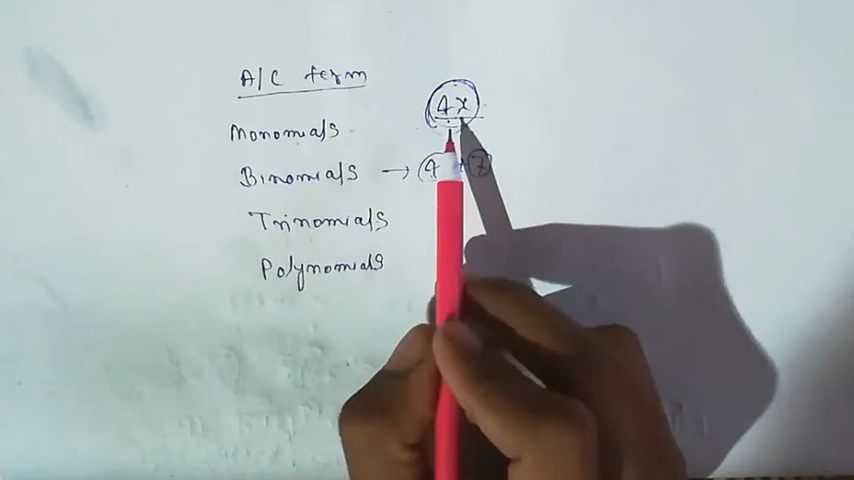 A/C term
4x
Monomials
Binomials → 4 7
Trinomials
Polynomials